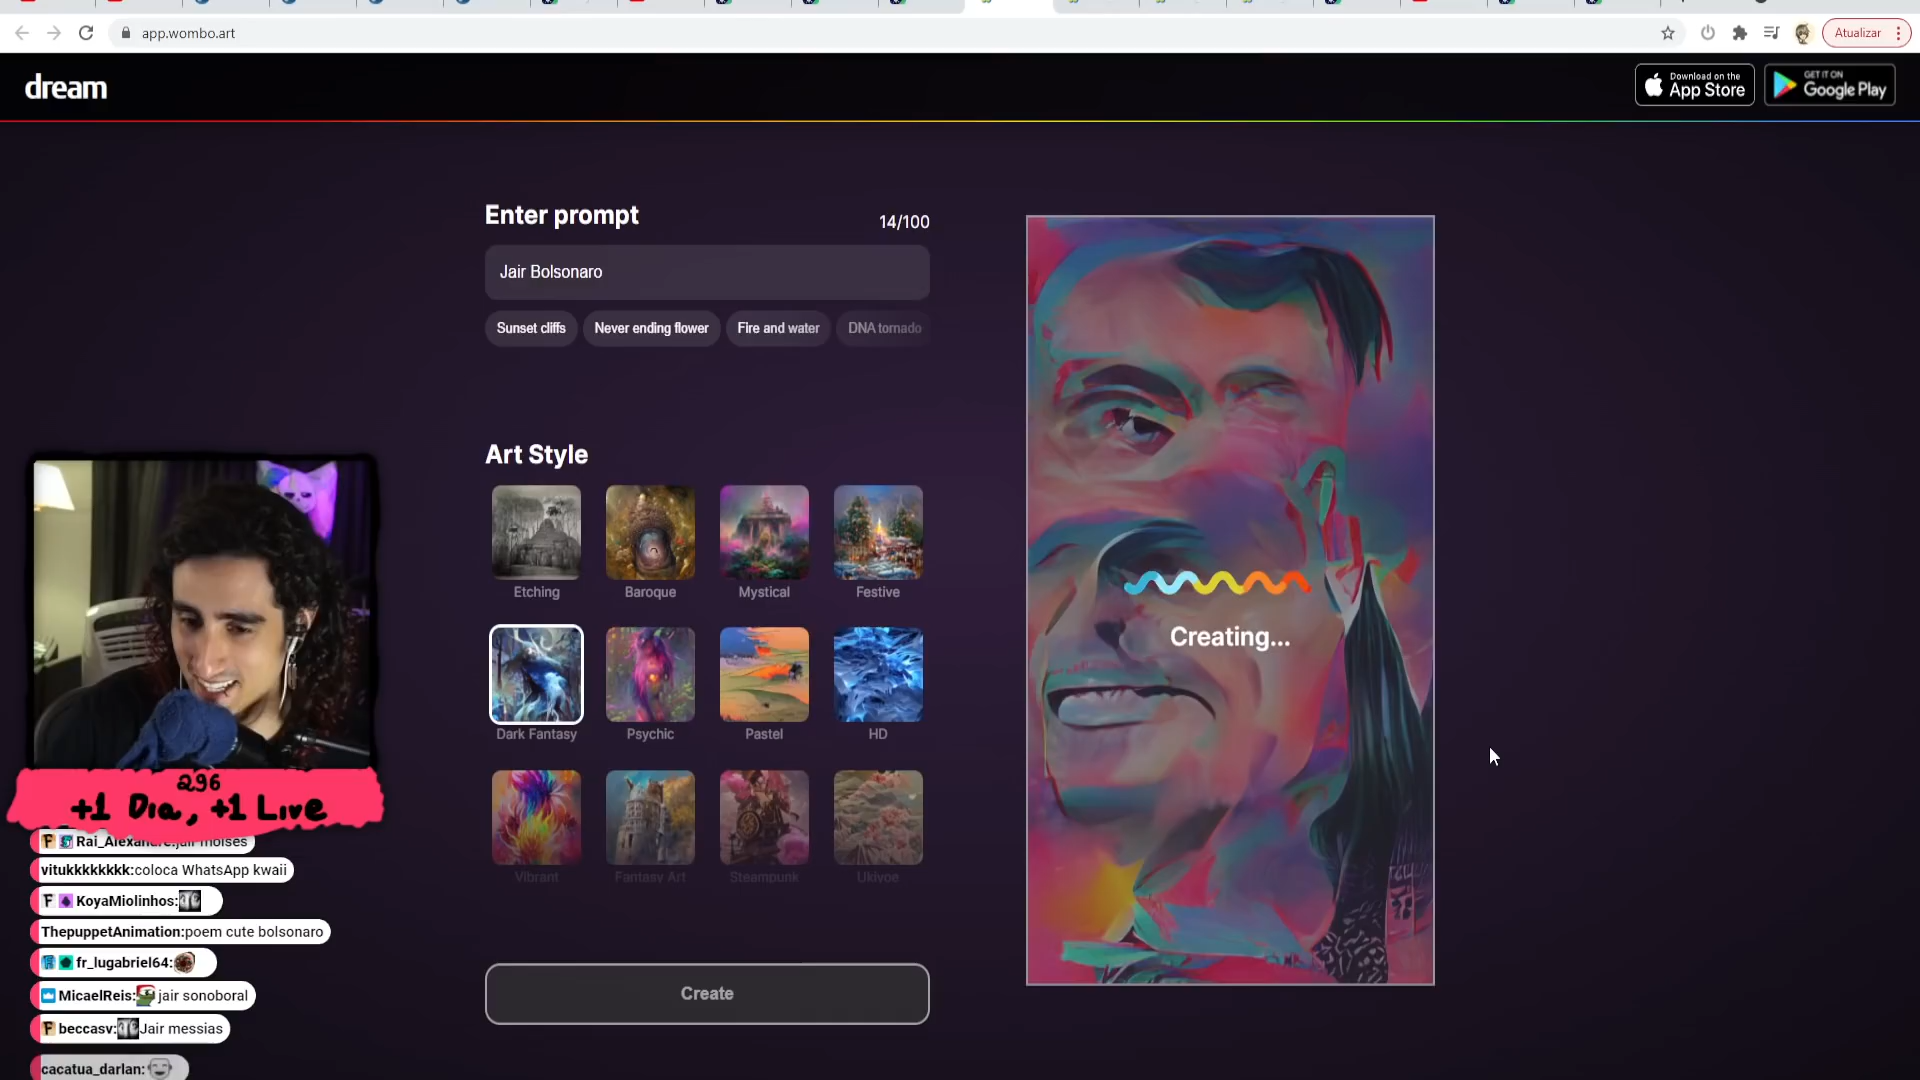 app.wombo.art
Atualizar
dream
Download on the
App Store
GET IT ON
Google Play
Enter prompt
14/100
Jair Bolsonaro
Sunset cliffs
Never ending flower
Fire and water
DNA tornado
Art Style
Etching
Baroque
Mystical
Festive
Dark Fantasy
Psychic
Pastel
HD
Vibrant
Fantasy Art
Steampunk
Ukiyoe
Create
Creating...
296
+1 Dia, +1 Live
Rai_Alexandre:jair moises
vitukkkkkkkk:coloca WhatsApp kwaii
KoyaMiolinhos:
ThepuppetAnimation:poem cute bolsonaro
fr_lugabriel64:
MicaelReis: jair sonoboral
beccasv: Jair messias
cacatua_darlan: